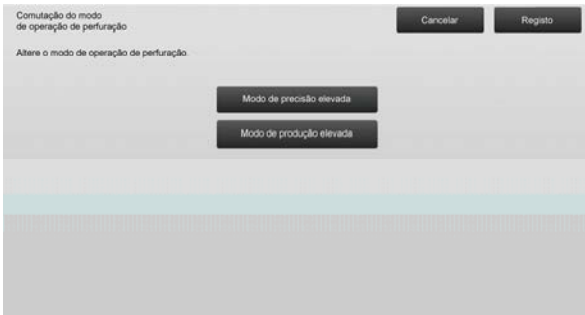 Comutação do modo
de operação de perfuração
Cancelar
Registo
Altere o modo de operação de perfuração.
Modo de precisão elevada
Modo de produção elevada